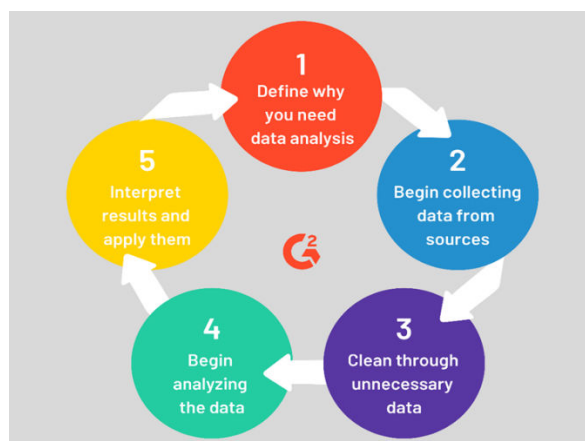 1
Define why
you need
data analysis
2
Begin collecting
data from
sources
3
Clean through
unnecessary
data
4
Begin
analyzing
the data
5
Interpret
results and
apply them
G2